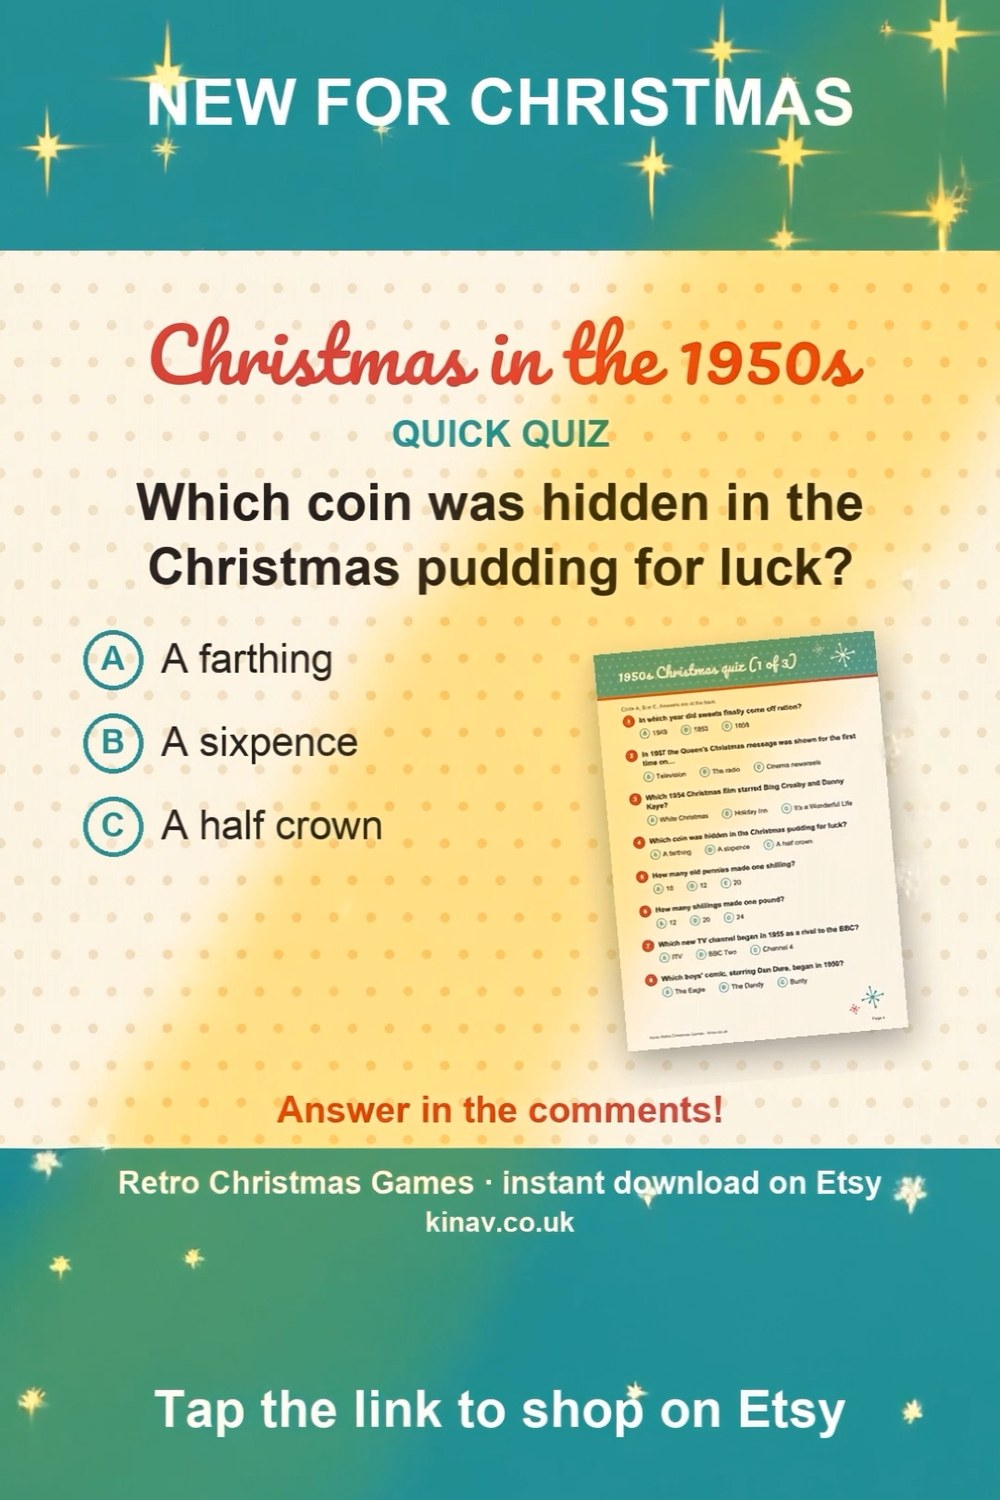 NEW FOR CHRISTMAS
Christmas in the 1950s
QUICK QUIZ
Which coin was hidden in the
Christmas pudding for luck?
A A farthing
B A sixpence
C A half crown
1950s Christmas quiz (1 of 3)
1 In which year did sweets finally come off ration?
A 1949 B 1953 C
2 In 1957 the Queen's Christmas message was shown for the first
time on...
A Television B The radio C Cinema newsreels
3 Which 1954 Christmas film starred Bing Crosby and Danny
Kaye?
A White Christmas B Holiday Inn C It's a Wonderful Life
4 Which coin was hidden in the Christmas pudding for luck?
A A farthing B A sixpence C A half crown
5 How many old pennies made one shilling?
A 10 B 12 C 20
6 How many shillings made one pound?
A 12 B 20 C 24
7 Which new TV channel began in 1955 as a rival to the BBC?
A ITV B BBC Two C Channel 4
8 Which boys' comic, starring Dan Dare, began in 1950?
A The Eagle B The Dandy C Bunty
Answer in the comments!
Retro Christmas Games · instant download on Etsy
kinav.co.uk
Tap the link to shop on Etsy